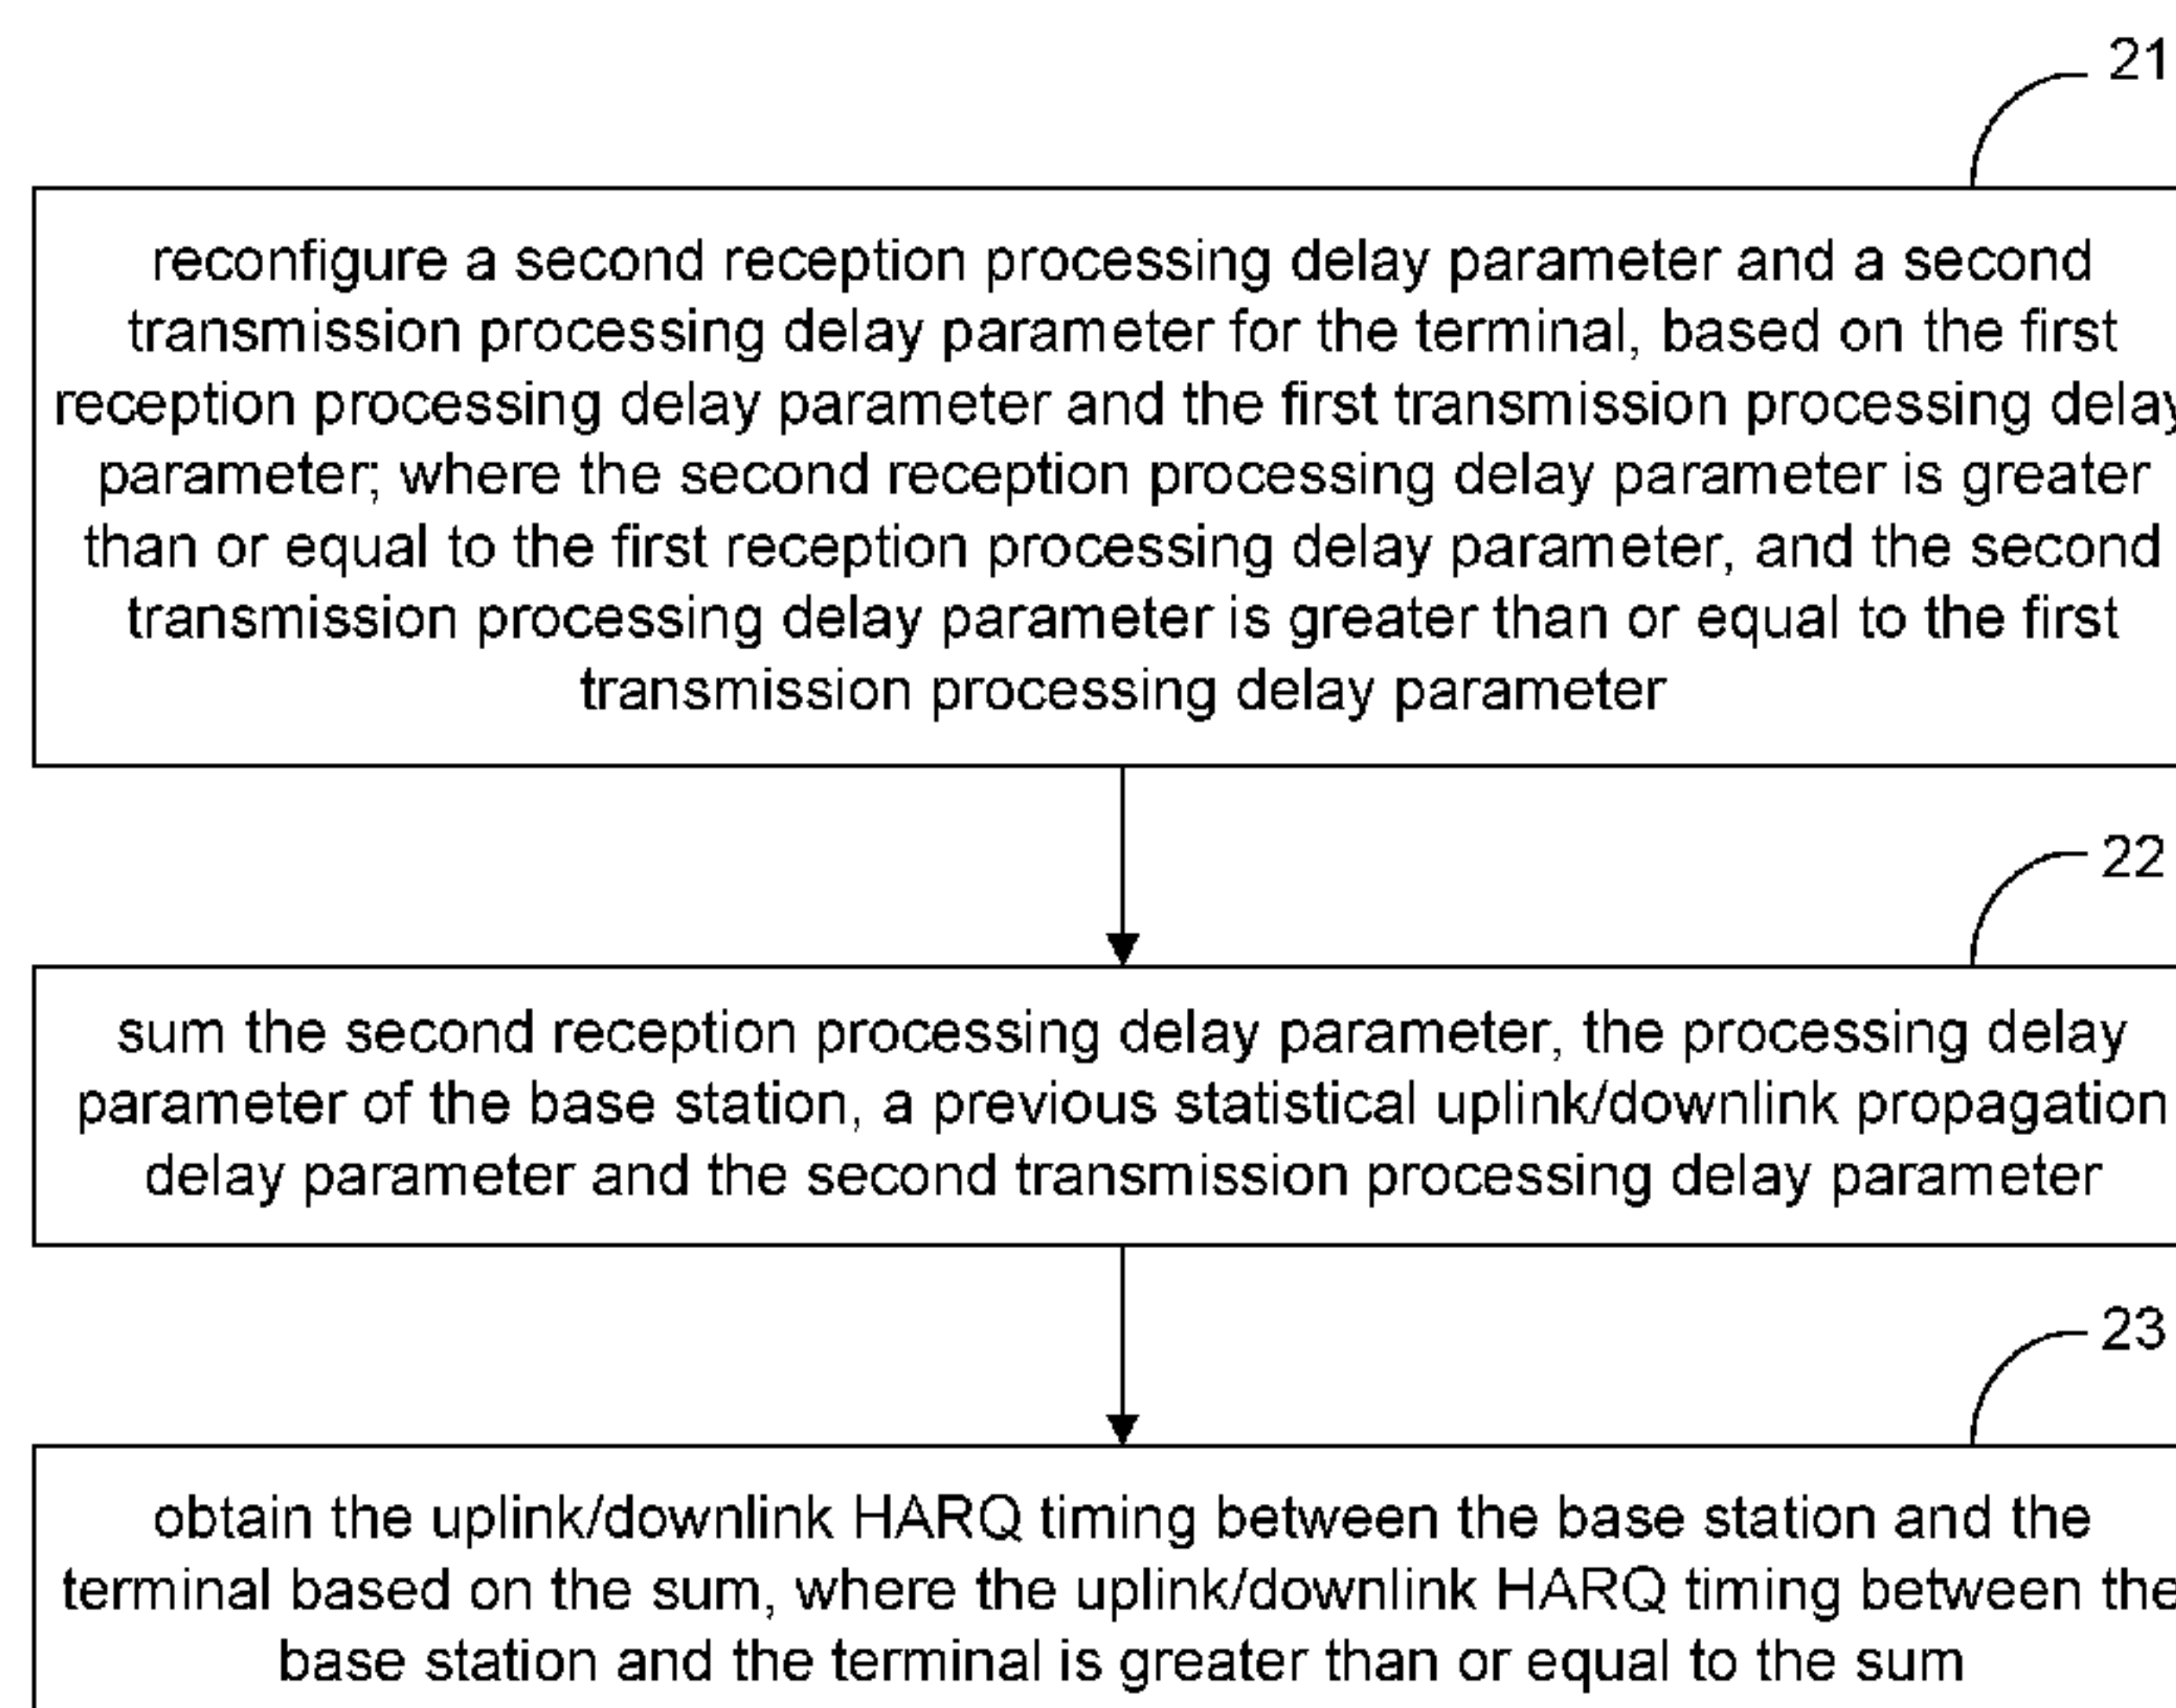 21
reconfigure a second reception processing delay parameter and a second
transmission processing delay parameter for the terminal, based on the first
reception processing delay parameter and the first transmission processing delay
parameter; where the second reception processing delay parameter is greater
than or equal to the first reception processing delay parameter, and the second
transmission processing delay parameter is greater than or equal to the first
transmission processing delay parameter
22
sum the second reception processing delay parameter, the processing delay
parameter of the base station, a previous statistical uplink/downlink propagation
delay parameter and the second transmission processing delay parameter
23
obtain the uplink/downlink HARQ timing between the base station and the
terminal based on the sum, where the uplink/downlink HARQ timing between the
base station and the terminal is greater than or equal to the sum